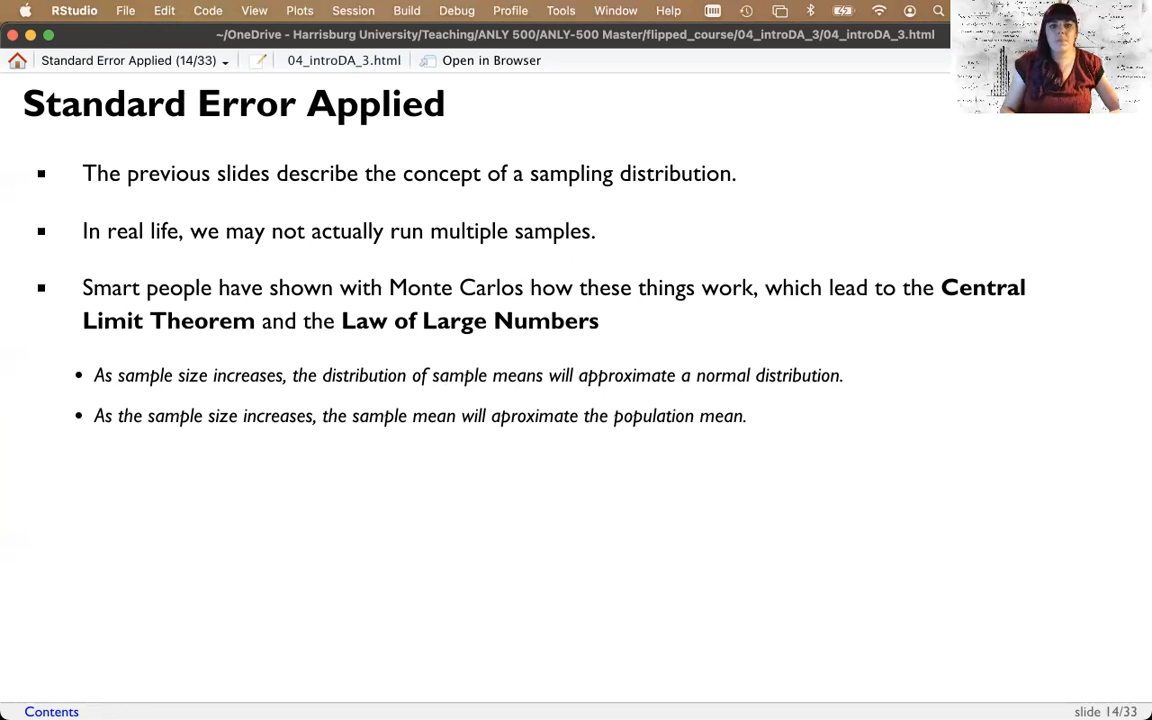 RStudio File Edit Code View Plots Session Build Debug Profile Tools Window Help
~/OneDrive - Harrisburg University/Teaching/ANLY 500/ANLY-500 Master/flipped_course/04_introDA_3/04_introDA_3.html
Standard Error Applied (14/33) 04_introDA_3.html Open in Browser
Standard Error Applied
▪ The previous slides describe the concept of a sampling distribution.
▪ In real life, we may not actually run multiple samples.
▪ Smart people have shown with Monte Carlos how these things work, which lead to the Central
Limit Theorem and the Law of Large Numbers
• As sample size increases, the distribution of sample means will approximate a normal distribution.
• As the sample size increases, the sample mean will aproximate the population mean.
Contents slide 14/33